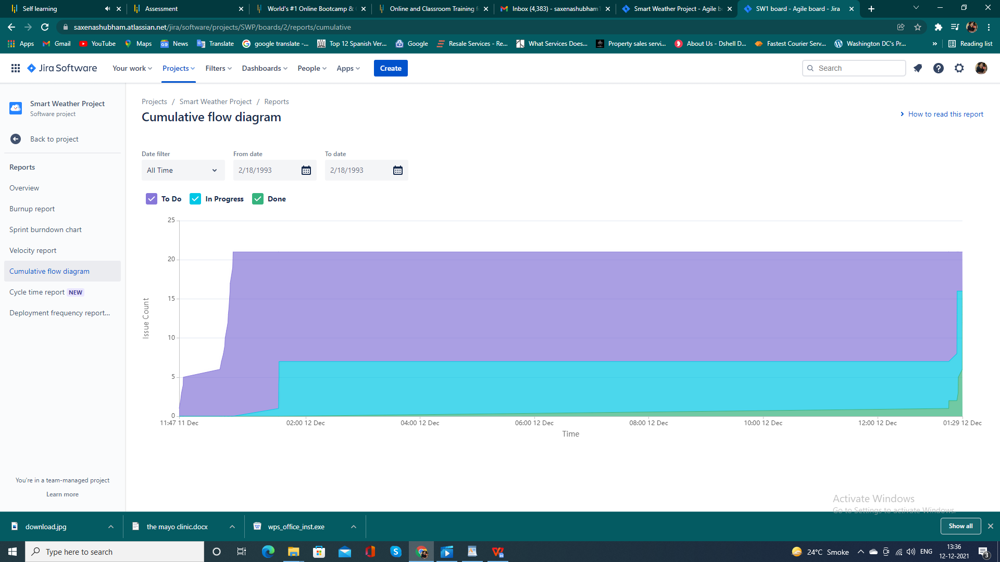 Self learning
Assessment
World's #1 Online Bootcamp &
Online and Classroom Training f
Inbox (4,383) - saxenashubham1
Smart Weather Project - Agile b
SW1 board - Agile board - Jira
saxenashubham.atlassian.net/jira/software/projects/SWP/boards/2/reports/cumulative
Apps
Gmail
YouTube
Maps
News
Translate
google translate -...
Top 12 Spanish Ver...
Google
Resale Services - Re...
What Services Does...
Property sales servi...
About Us - Dshell D...
Fastest Courier Serv...
Washington DC's Pr...
»
Reading list
Jira Software
Your work
Projects
Filters
Dashboards
People
Apps
Create
Search
Smart Weather Project
Software project
Back to project
Reports
Overview
Burnup report
Sprint burndown chart
Velocity report
Cumulative flow diagram
Cycle time report NEW
Deployment frequency report...
You're in a team-managed project
Learn more
Projects / Smart Weather Project / Reports
Cumulative flow diagram
How to read this report
Date filter
From date
To date
All Time
2/18/1993
2/18/1993
To Do
In Progress
Done
Issue Count
25
20
15
10
5
0
11:47 11 Dec
02:00 12 Dec
04:00 12 Dec
06:00 12 Dec
08:00 12 Dec
10:00 12 Dec
12:00 12 Dec
01:29 12 Dec
Time
Activate Windows
Go to Settings to activate Windows.
download.jpg
the mayo clinic.docx
wps_office_inst.exe
Show all
Type here to search
24°C Smoke
ENG
13:36
12-12-2021
3